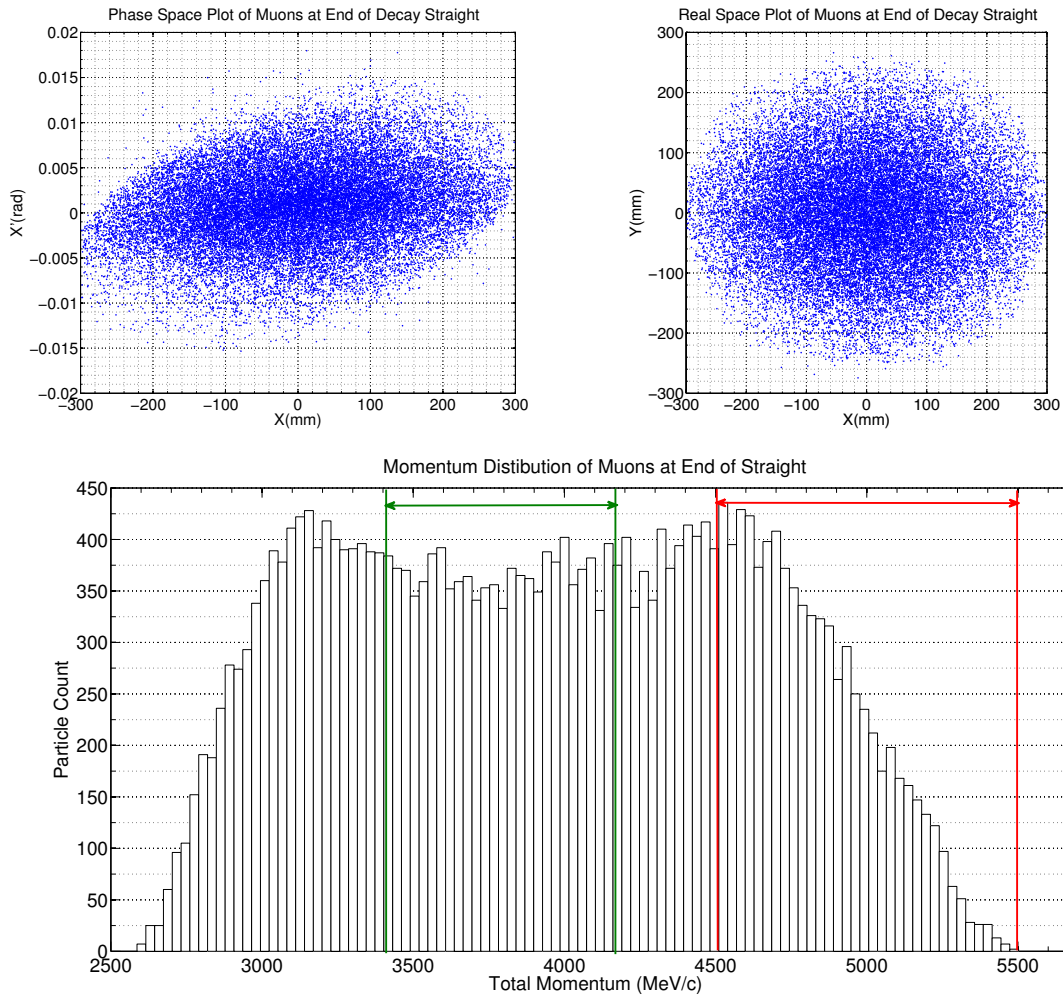 Phase Space Plot of Muons at End of Decay Straight
0.02
0.015
0.01
0.005
0
−0.005
−0.01
−0.015
−0.02
X'(rad)
−300 −200 −100 0 100 200 300
X(mm)
Real Space Plot of Muons at End of Decay Straight
300
200
100
0
−100
−200
−300
Y(mm)
−300 −200 −100 0 100 200 300
X(mm)
Momentum Distibution of Muons at End of Straight
450
400
350
300
250
200
150
100
50
0
Particle Count
2500 3000 3500 4000 4500 5000 5500
Total Momentum (MeV/c)